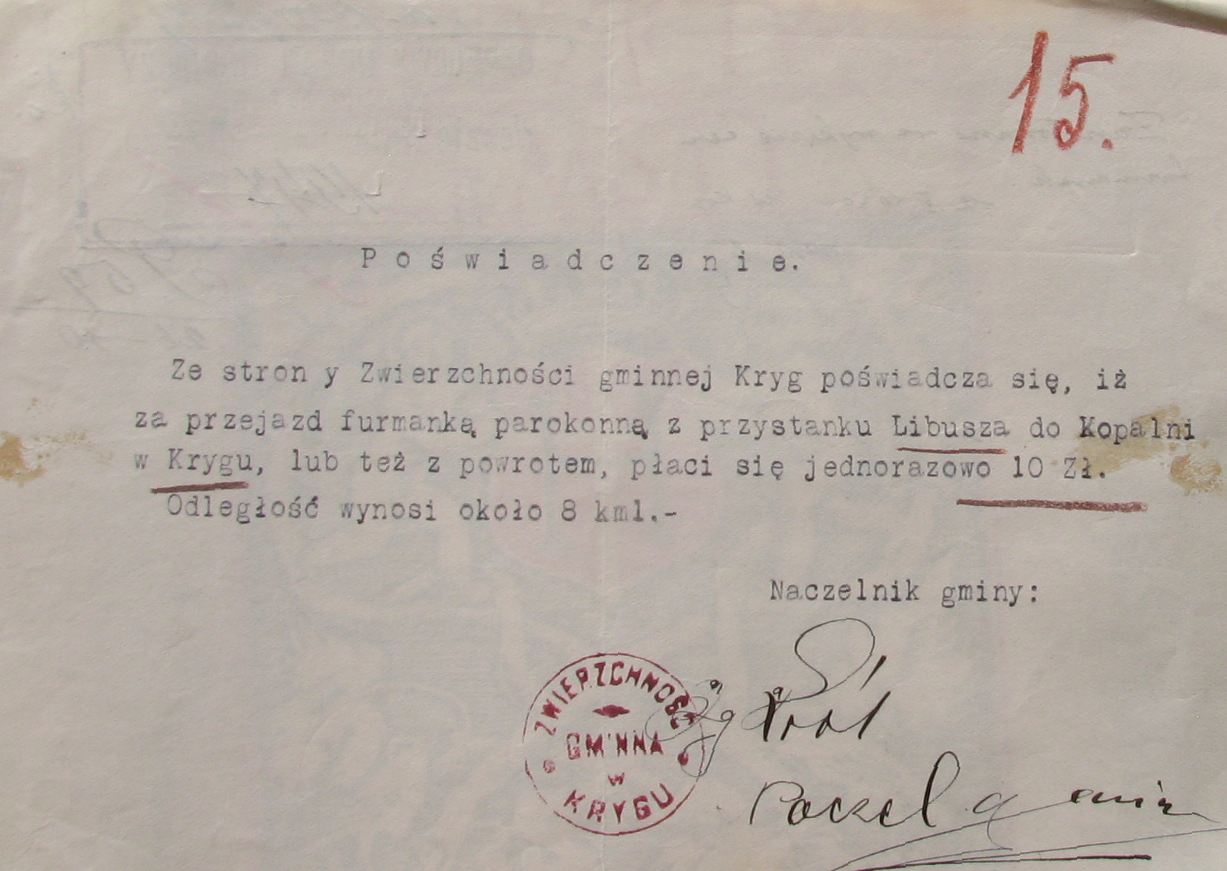 15.
Poświadczenie.
Ze stron y Zwierzchności gminnej Kryg poświadcza się, iż
za przejazd furmanką parokonną z przystanku Libusza do Kopalni
w Krygu, lub też z powrotem, płaci się jednorazowo 10 Zł.
Odległość wynosi około 8 kml.-
Naczelnik gminy:
ZWIERZCHNOŚĆ
GMINNA
W
KRYGU